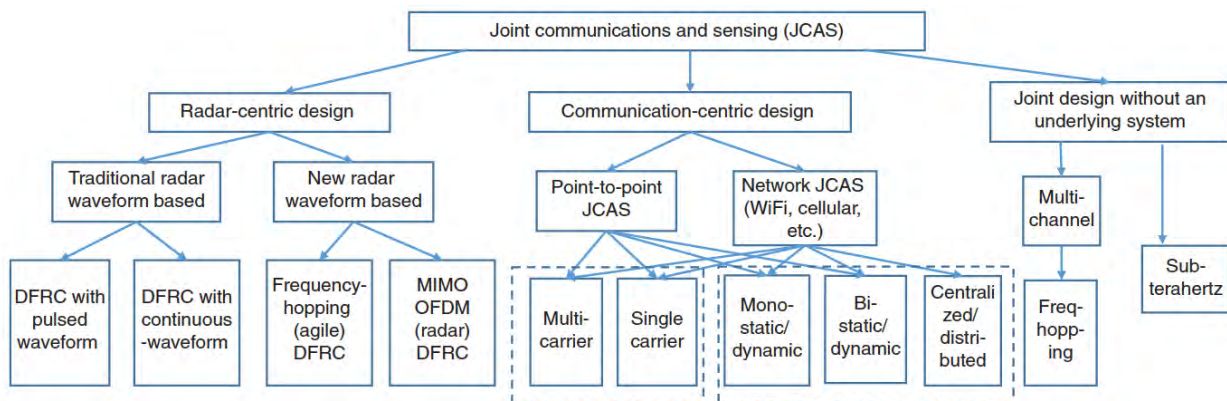 Joint communications and sensing (JCAS)
Radar-centric design
Communication-centric design
Joint design without an
underlying system
Traditional radar
waveform based
New radar
waveform based
Point-to-point
JCAS
Network JCAS
(WiFi, cellular,
etc.)
Multi-
channel
DFRC with
pulsed
waveform
DFRC with
continuous
-waveform
Frequency-
hopping
(agile)
DFRC
MIMO
OFDM
(radar)
DFRC
Multi-
carrier
Single
carrier
Mono-
static/
dynamic
Bi-
static/
dynamic
Centrali
zed/
distri-
buted
Freq-
hopp-
ing
Sub-
terahertz